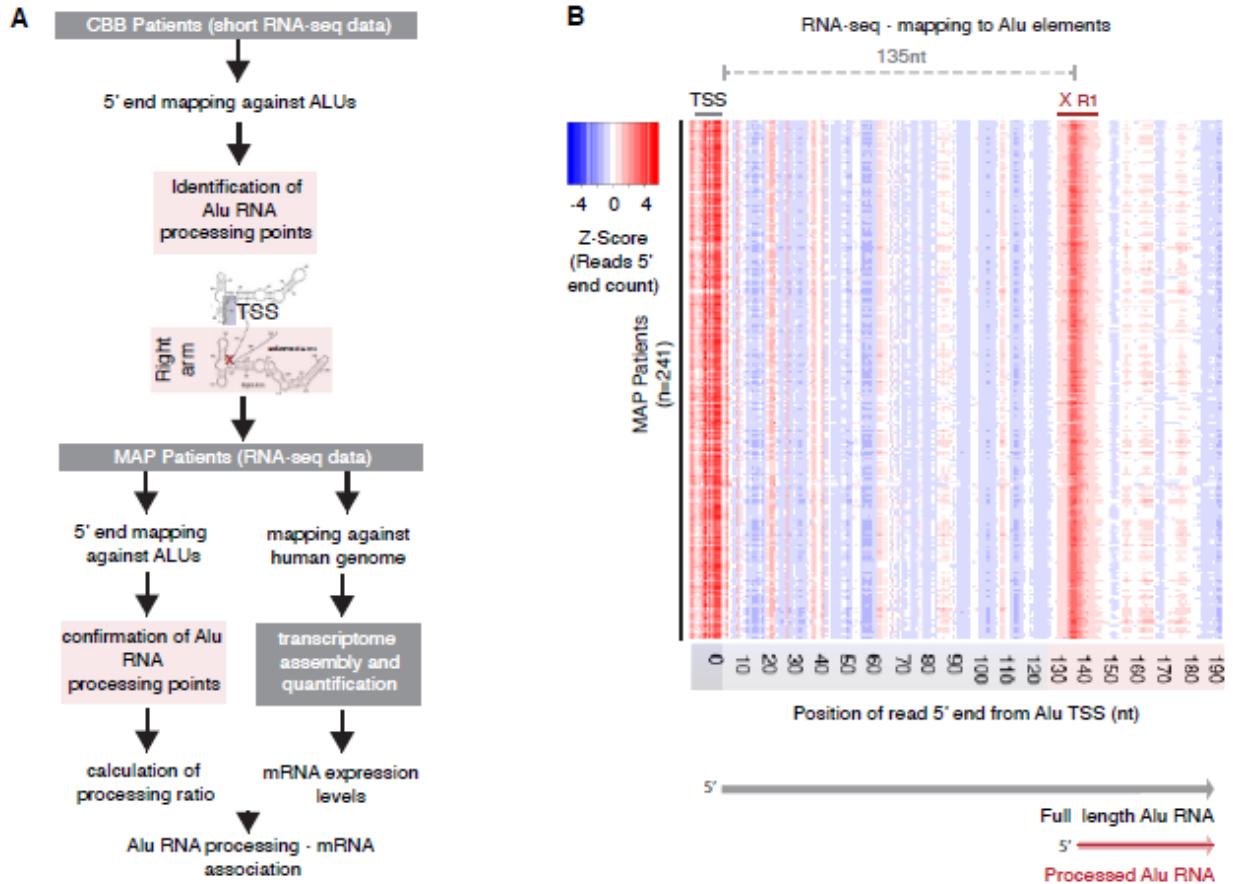 A
CBB Patients (short RNA-seq data)
5' end mapping against ALUs
Identification of
Alu RNA
processing points
TSS
Right
arm
X
MAP Patients (RNA-seq data)
5' end mapping
against ALUs
mapping against
human genome
confirmation of Alu
RNA
processing points
transcriptome
assembly and
quantification
calculation of
processing ratio
mRNA expression
levels
Alu RNA processing - mRNA
association
B
RNA-seq - mapping to Alu elements
135nt
TSS
X R1
-4 0 4
Z-Score
(Reads 5'
end count)
MAP Patients
(n=241)
0 10 20 30 40 50 60 70 80 90 100 110 120 130 140 150 160 170 180 190
Position of read 5' end from Alu TSS (nt)
5'
Full length Alu RNA
5'
Processed Alu RNA